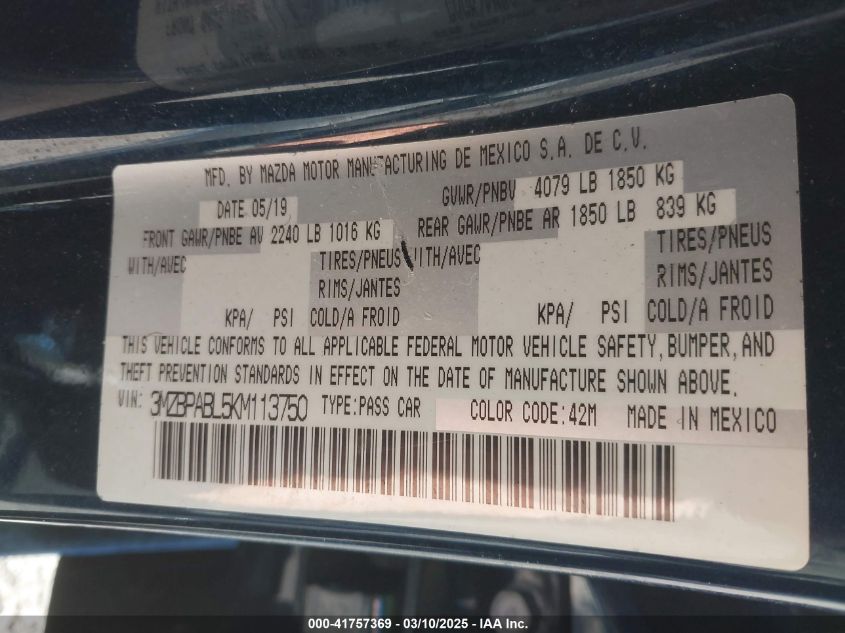 MFD. BY MAZDA MOTOR MANUFACTURING DE MEXICO S.A. DE C.V.
DATE 05/19
GVWR/PNBV 4079 LB 1850 KG
FRONT GAWR/PNBE AV 2240 LB 1016 KG
REAR GAWR/PNBE AR 1850 LB 839 KG
WITH/AVEC TIRES/PNEUS WITH/AVEC TIRES/PNEUS
RIMS/JANTES RIMS/JANTES
KPA/ PSI COLD/A FROID KPA/ PSI COLD/A FROID
THIS VEHICLE CONFORMS TO ALL APPLICABLE FEDERAL MOTOR VEHICLE SAFETY, BUMPER, AND
THEFT PREVENTION STANDARDS IN EFFECT ON THE DATE OF MANUFACTURE SHOWN ABOVE.
VIN: 3MZBPABL5KM113750 TYPE:PASS CAR COLOR CODE:42M MADE IN MEXICO
000-41757369 — 03/10/2025 — IAA Inc.